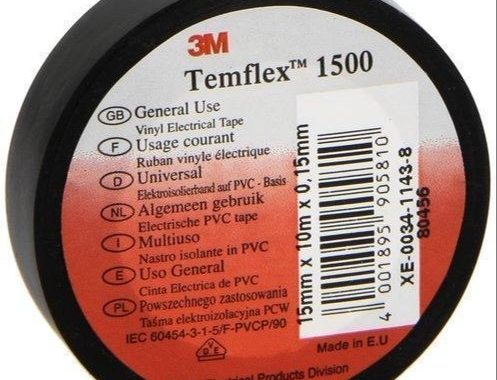 3M
Temflex™ 1500
GB General Use
Vinyl Electrical Tape
F Usage courant
Ruban vinyle électrique
D Universal
Elektroisolierband auf PVC - Basis
NL Algemeen gebruik
Electrische PVC tape
I Multiuso
Nastro isolante in PVC
E Uso General
Cinta Electrica de PVC
PL Powszechnego zastosowania
Taśma elektroizolacyjna PCW
IEC 60454-3-1-5/F-PVCP/90
VDE
Made in E.U
Products Division
15mm x 10m x 0,15mm
4 001895 905810
XE-0034-1143-8
80456